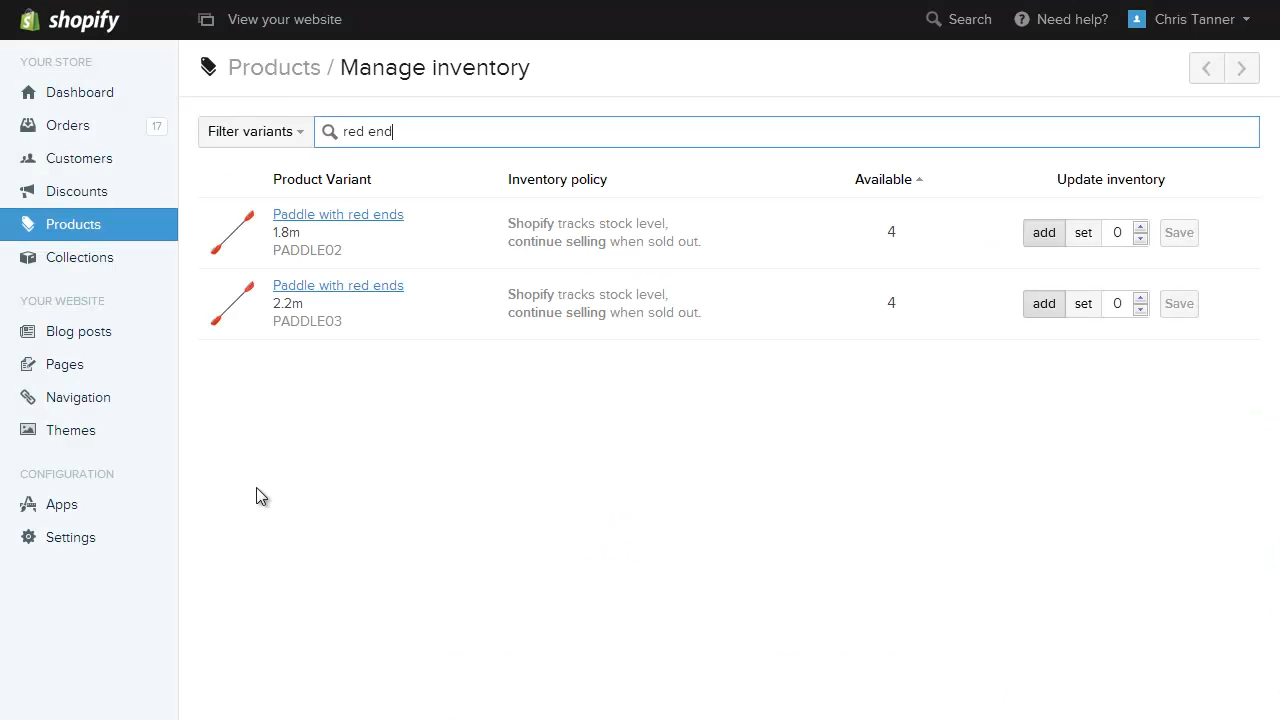 shopify
View your website
Search
Need help?
Chris Tanner
YOUR STORE
Dashboard
Orders 17
Customers
Discounts
Products
Collections
YOUR WEBSITE
Blog posts
Pages
Navigation
Themes
CONFIGURATION
Apps
Settings
Products / Manage inventory
Filter variants
red end
Product Variant
Inventory policy
Available
Update inventory
Paddle with red ends
1.8m
PADDLE02
Shopify tracks stock level,
continue selling when sold out.
4
add set 0 Save
Paddle with red ends
2.2m
PADDLE03
Shopify tracks stock level,
continue selling when sold out.
4
add set 0 Save